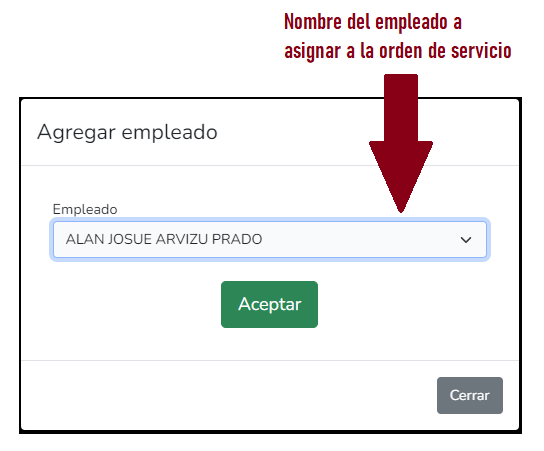 Nombre del empleado a
asignar a la orden de servicio
Agregar empleado
Empleado
ALAN JOSUE ARVIZU PRADO
Aceptar
Cerrar